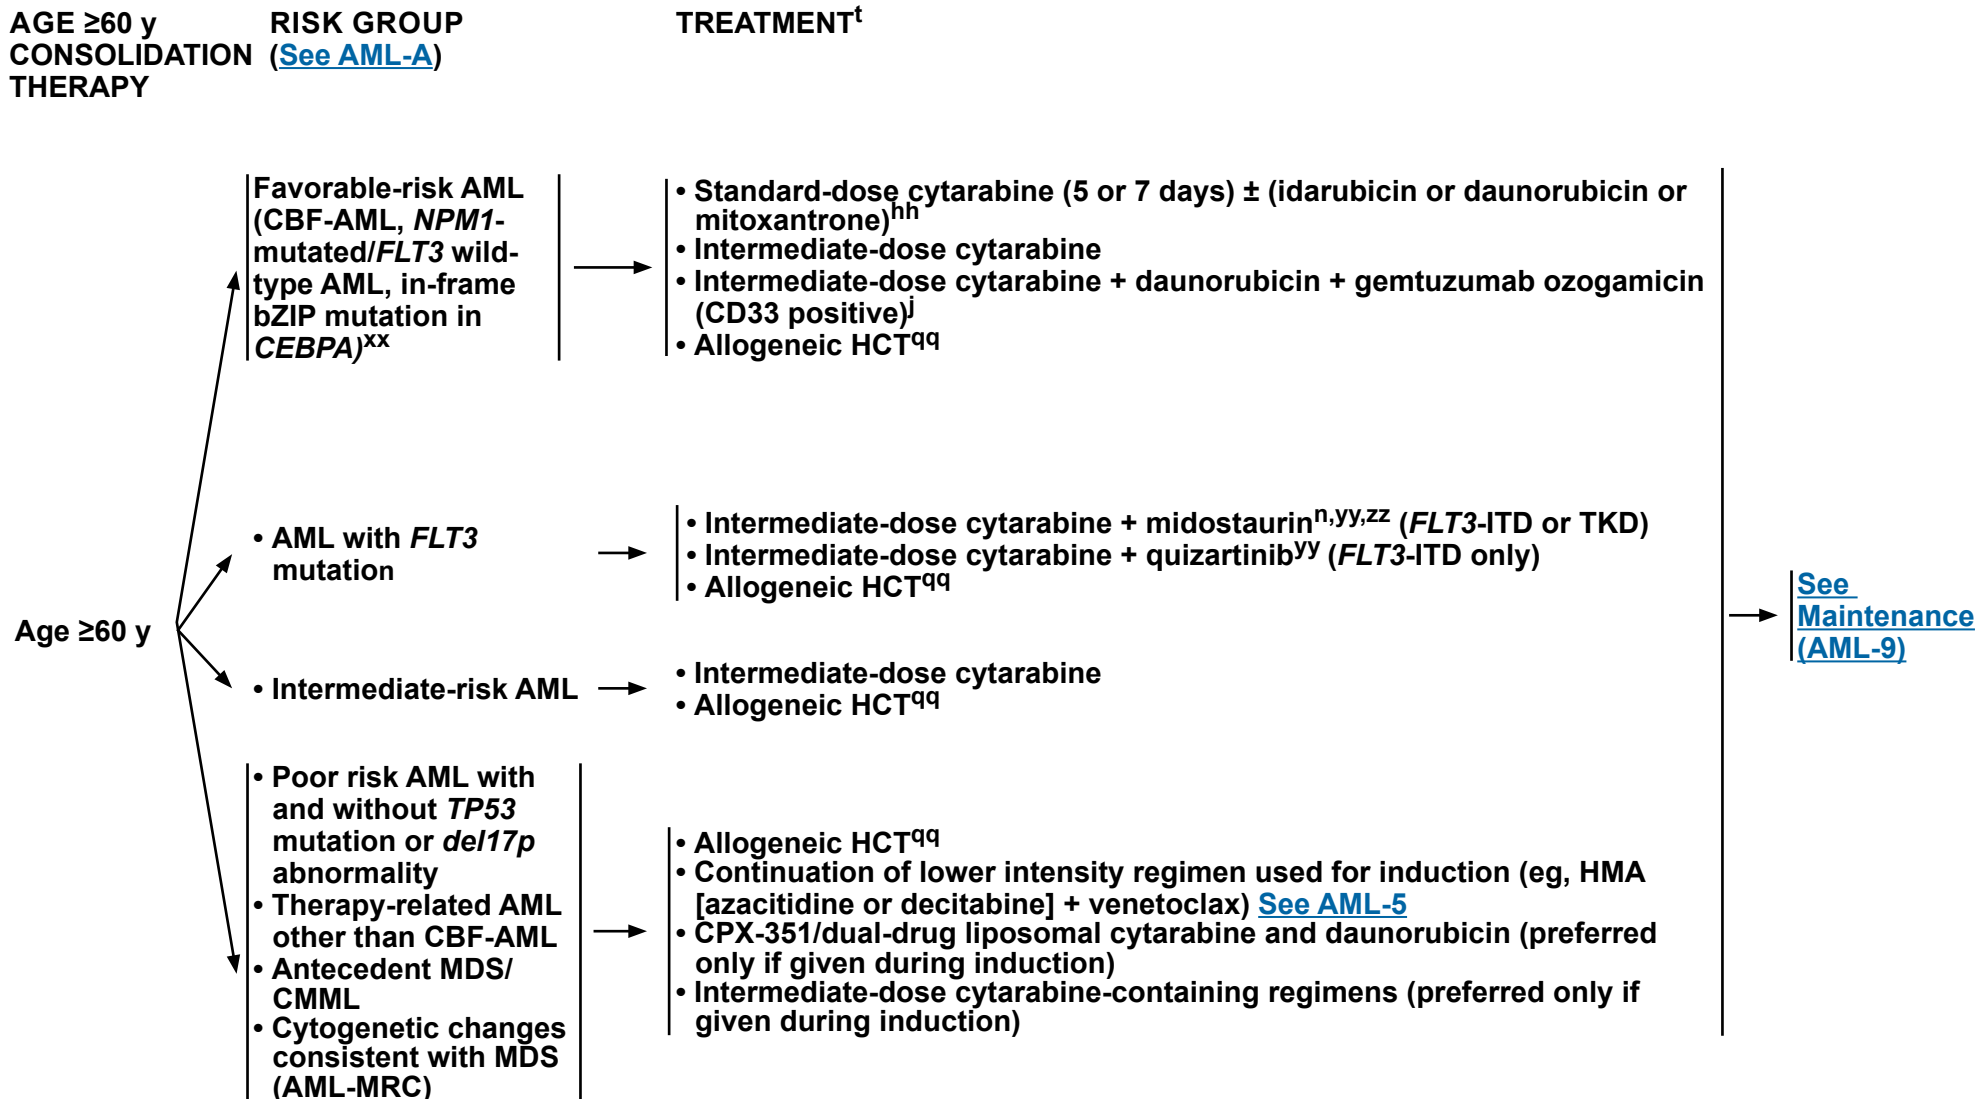 AGE ≥60 y
CONSOLIDATION
THERAPY
RISK GROUP
(See AML-A)
TREATMENTᵗ
Age ≥60 y
Favorable-risk AML
(CBF-AML, NPM1-
mutated/FLT3 wild-
type AML, in-frame
bZIP mutation in
CEBPA)xx
• Standard-dose cytarabine (5 or 7 days) ± (idarubicin or daunorubicin or
mitoxantrone)hh
• Intermediate-dose cytarabine
• Intermediate-dose cytarabine + daunorubicin + gemtuzumab ozogamicin
(CD33 positive)j
• Allogeneic HCTqq
• AML with FLT3
mutation
• Intermediate-dose cytarabine + midostaurinn,yy,zz (FLT3-ITD or TKD)
• Intermediate-dose cytarabine + quizartinibyy (FLT3-ITD only)
• Allogeneic HCTqq
• Intermediate-risk AML
• Intermediate-dose cytarabine
• Allogeneic HCTqq
• Poor risk AML with
and without TP53
mutation or del17p
abnormality
• Therapy-related AML
other than CBF-AML
• Antecedent MDS/
CMML
• Cytogenetic changes
consistent with MDS
(AML-MRC)
• Allogeneic HCTqq
• Continuation of lower intensity regimen used for induction (eg, HMA
[azacitidine or decitabine] + venetoclax) See AML-5
• CPX-351/dual-drug liposomal cytarabine and daunorubicin (preferred
only if given during induction)
• Intermediate-dose cytarabine-containing regimens (preferred only if
given during induction)
See
Maintenance
(AML-9)